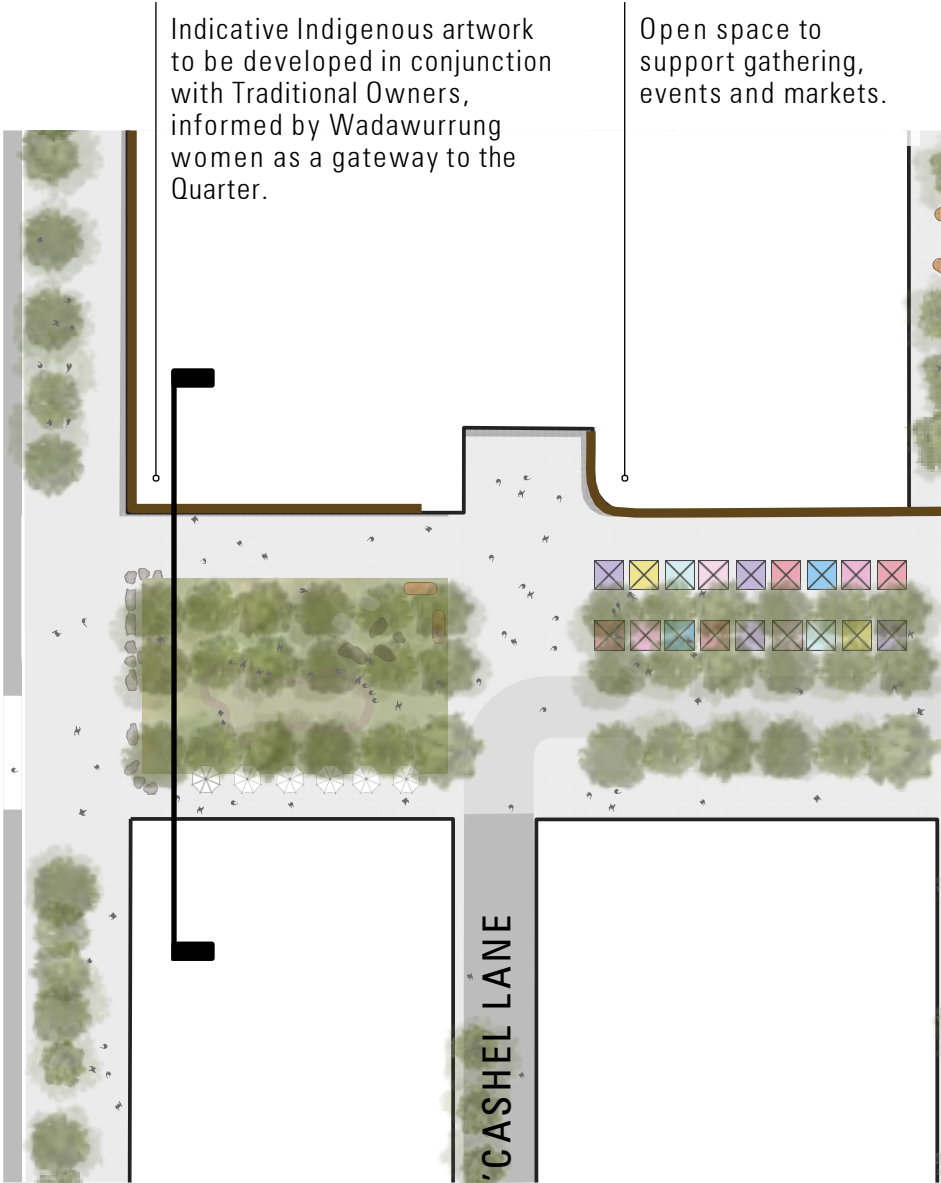 Indicative Indigenous artwork
to be developed in conjunction
with Traditional Owners,
informed by Wadawurrung
women as a gateway to the
Quarter.
Open space to
support gathering,
events and markets.
'CASHEL LANE